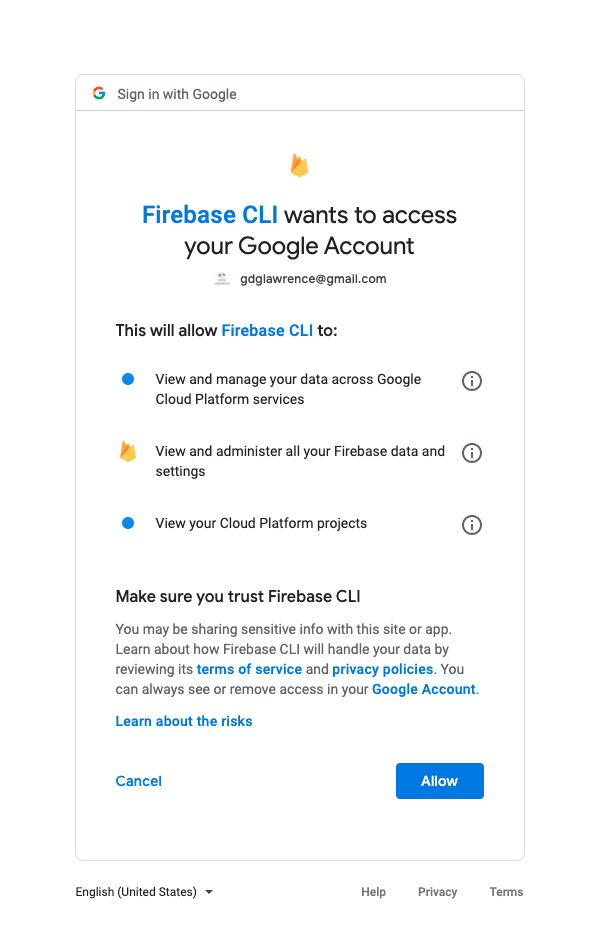 Sign in with Google
Firebase CLI wants to access
your Google Account
gdglawrence@gmail.com
This will allow Firebase CLI to:
View and manage your data across Google
Cloud Platform services
View and administer all your Firebase data and
settings
View your Cloud Platform projects
Make sure you trust Firebase CLI
You may be sharing sensitive info with this site or app.
Learn about how Firebase CLI will handle your data by
reviewing its terms of service and privacy policies. You
can always see or remove access in your Google Account.
Learn about the risks
Cancel
Allow
English (United States)
Help
Privacy
Terms